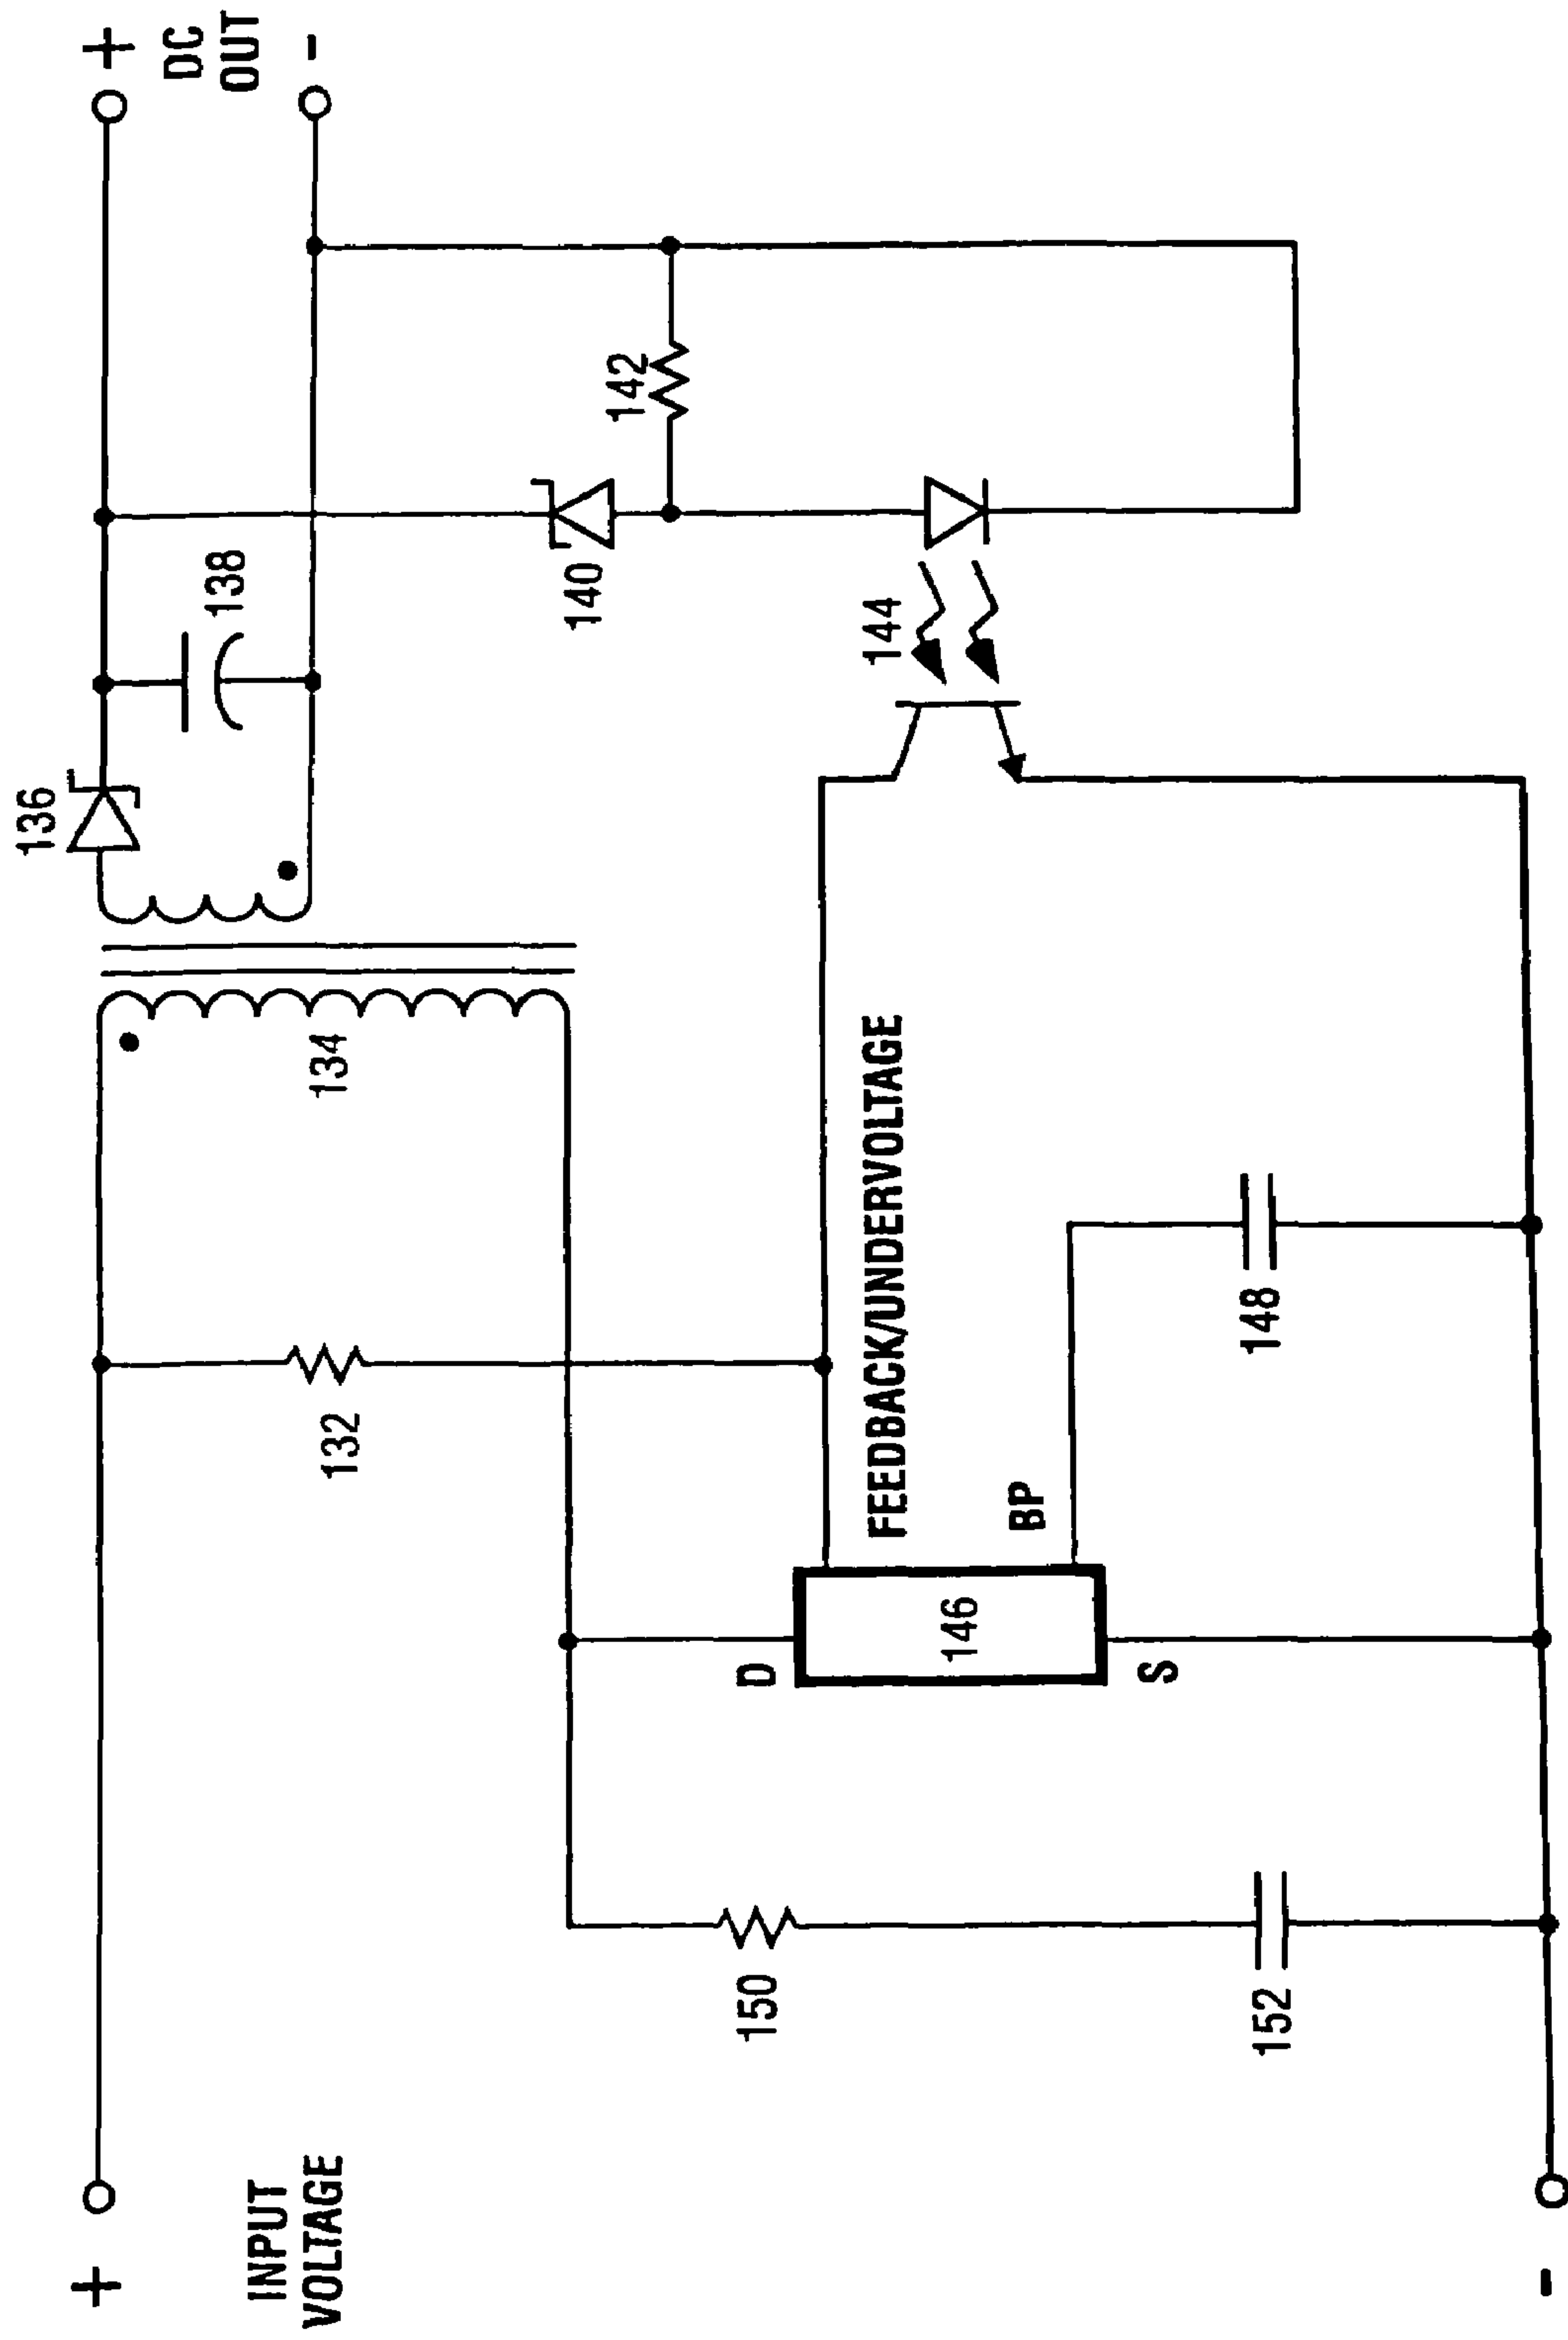 +
INPUT
VOLTAGE
-
132
134
136
138
+
DC
OUT
-
140
142
144
D
146
S
FEEDBACK/UNDERVOLTAGE
BP
148
150
152